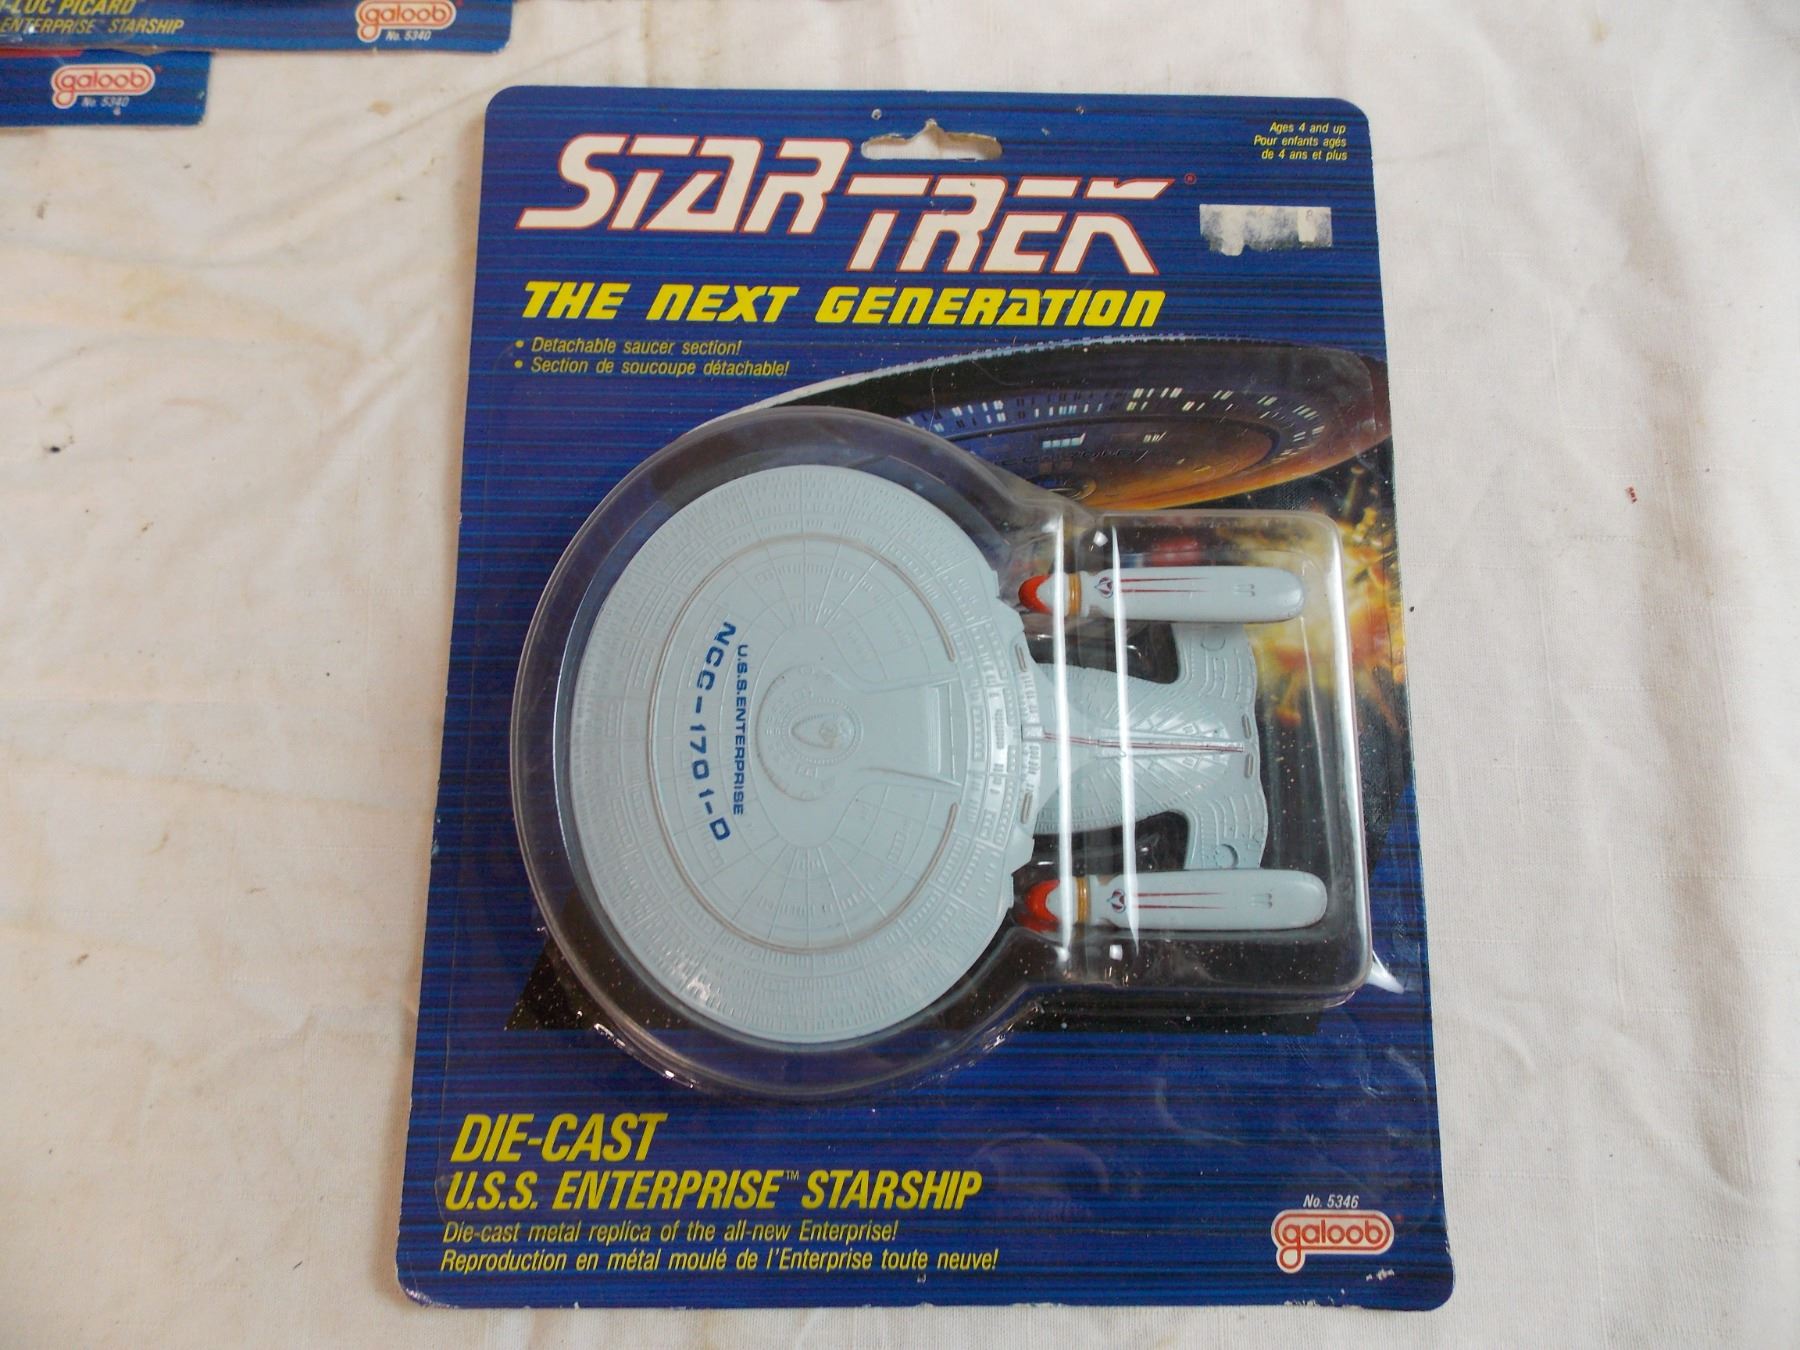 LUC PICARD
ENTERPRISE™ STARSHIP
galoob
No. 5340
galoob
No. 5340
Ages 4 and up
Pour enfants agés
de 4 ans et plus
STAR TREK®
THE NEXT GENERATION
• Detachable saucer section!
• Section de soucoupe détachable!
U.S.S. ENTERPRISE
NCC-1701-D
DIE-CAST
U.S.S. ENTERPRISE™ STARSHIP
Die-cast metal replica of the all-new Enterprise!
Reproduction en métal moulé de l'Enterprise toute neuve!
No. 5346
galoob